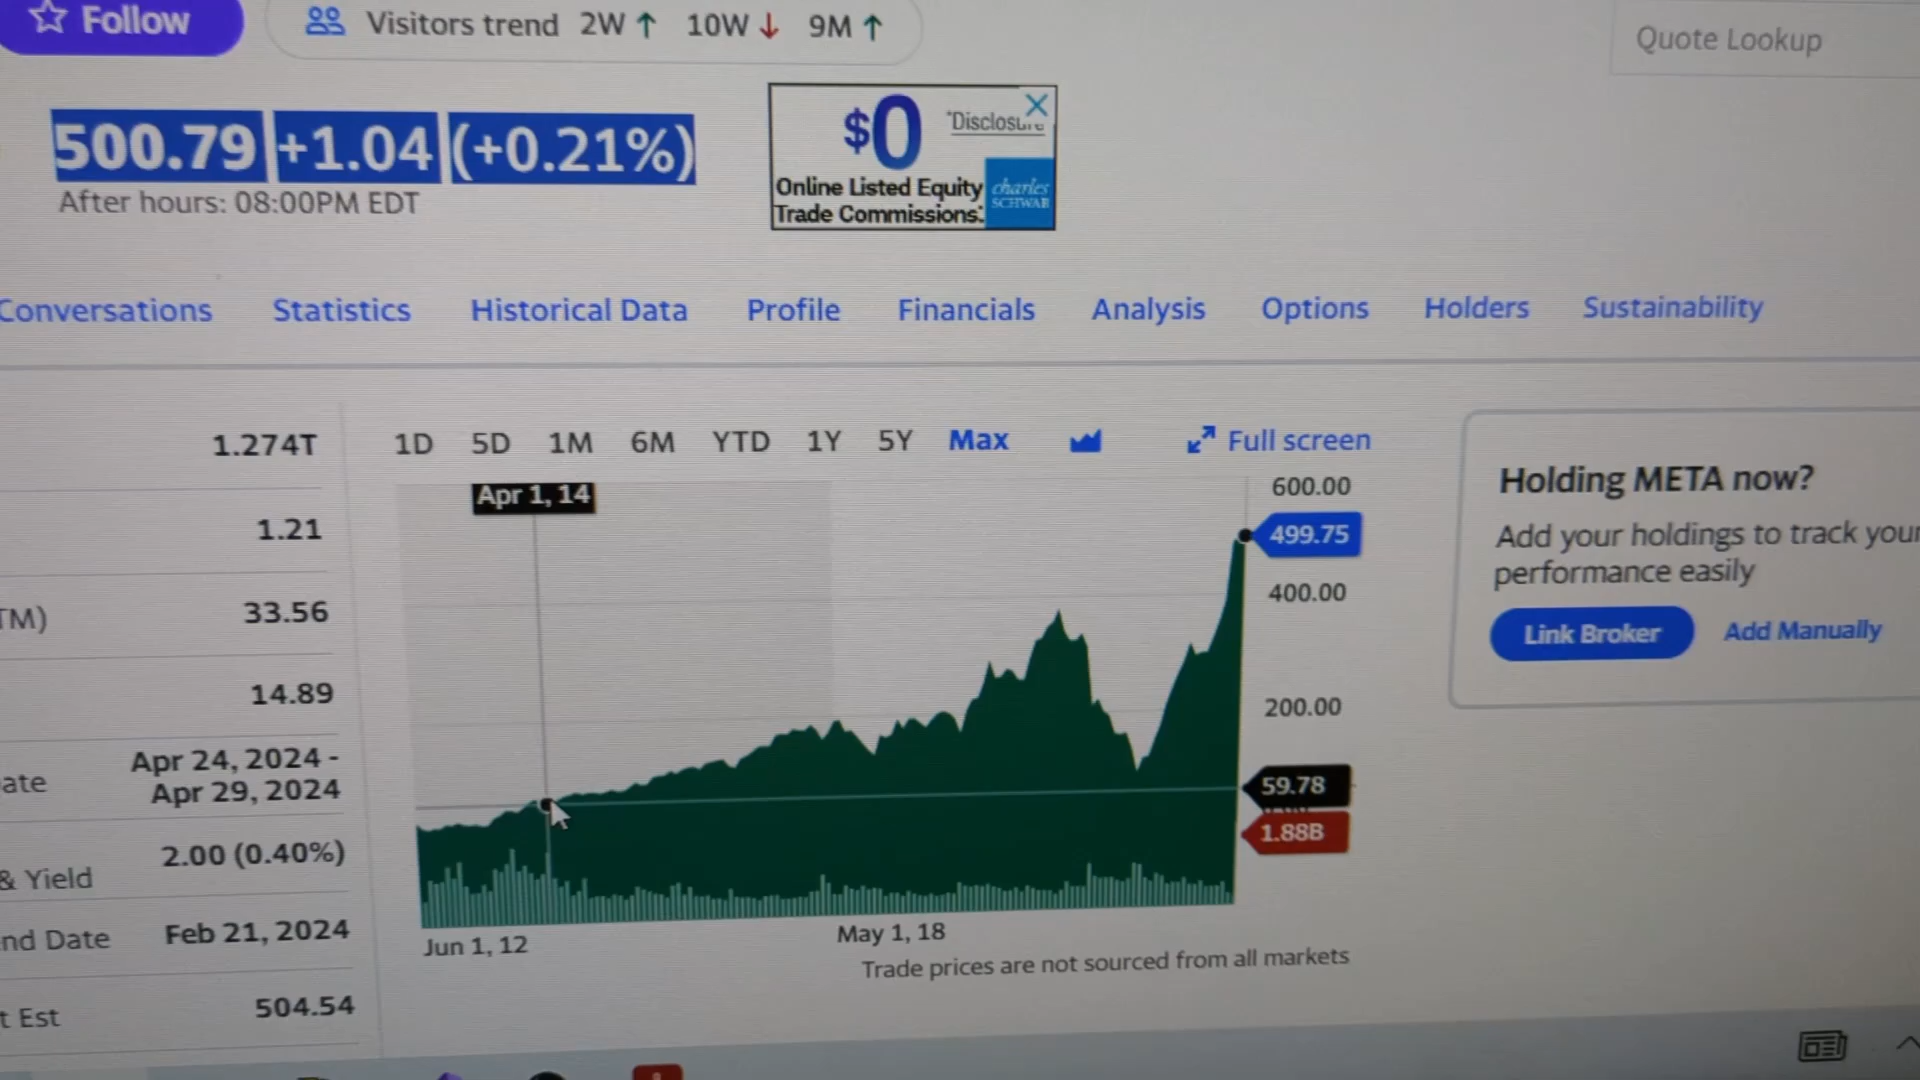 Follow
Visitors trend 2W ↑ 10W ↓ 9M ↑
Quote Lookup
500.79 +1.04 (+0.21%)
After hours: 08:00PM EDT
$0
*Disclosure
Online Listed Equity
Trade Commissions.
charles
SCHWAB
Conversations Statistics Historical Data Profile Financials Analysis Options Holders Sustainability
1.274T
1.21
TM) 33.56
14.89
ate Apr 24, 2024 -
Apr 29, 2024
& Yield 2.00 (0.40%)
nd Date Feb 21, 2024
t Est 504.54
1D 5D 1M 6M YTD 1Y 5Y Max Full screen
Apr 1, 14
600.00
499.75
400.00
200.00
59.78
1.88B
Jun 1, 12 May 1, 18
Trade prices are not sourced from all markets
Holding META now?
Add your holdings to track your
performance easily
Link Broker Add Manually